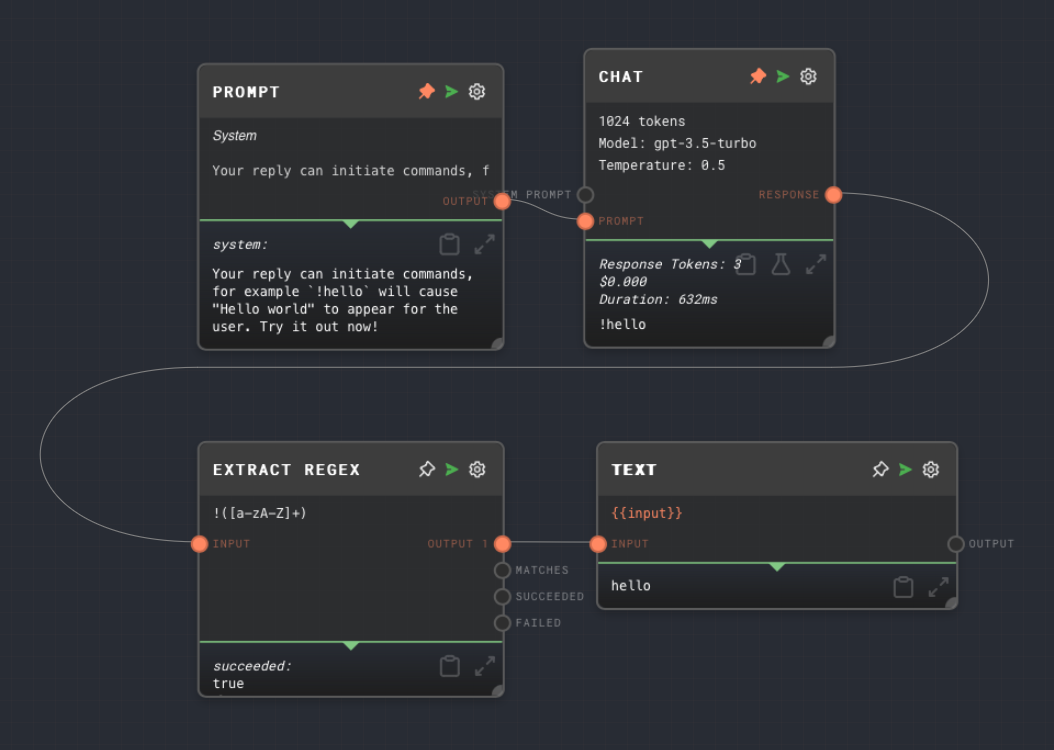 PROMPT
System
Your reply can initiate commands, f
OUTPUT
system:
Your reply can initiate commands,
for example `!hello` will cause
"Hello world" to appear for the
user. Try it out now!
CHAT
1024 tokens
Model: gpt-3.5-turbo
Temperature: 0.5
SYSTEM PROMPT
RESPONSE
PROMPT
Response Tokens: 3
$0.000
Duration: 632ms
!hello
EXTRACT REGEX
!([a-zA-Z]+)
INPUT
OUTPUT 1
MATCHES
SUCCEEDED
FAILED
succeeded:
true
TEXT
{{input}}
INPUT
OUTPUT
hello